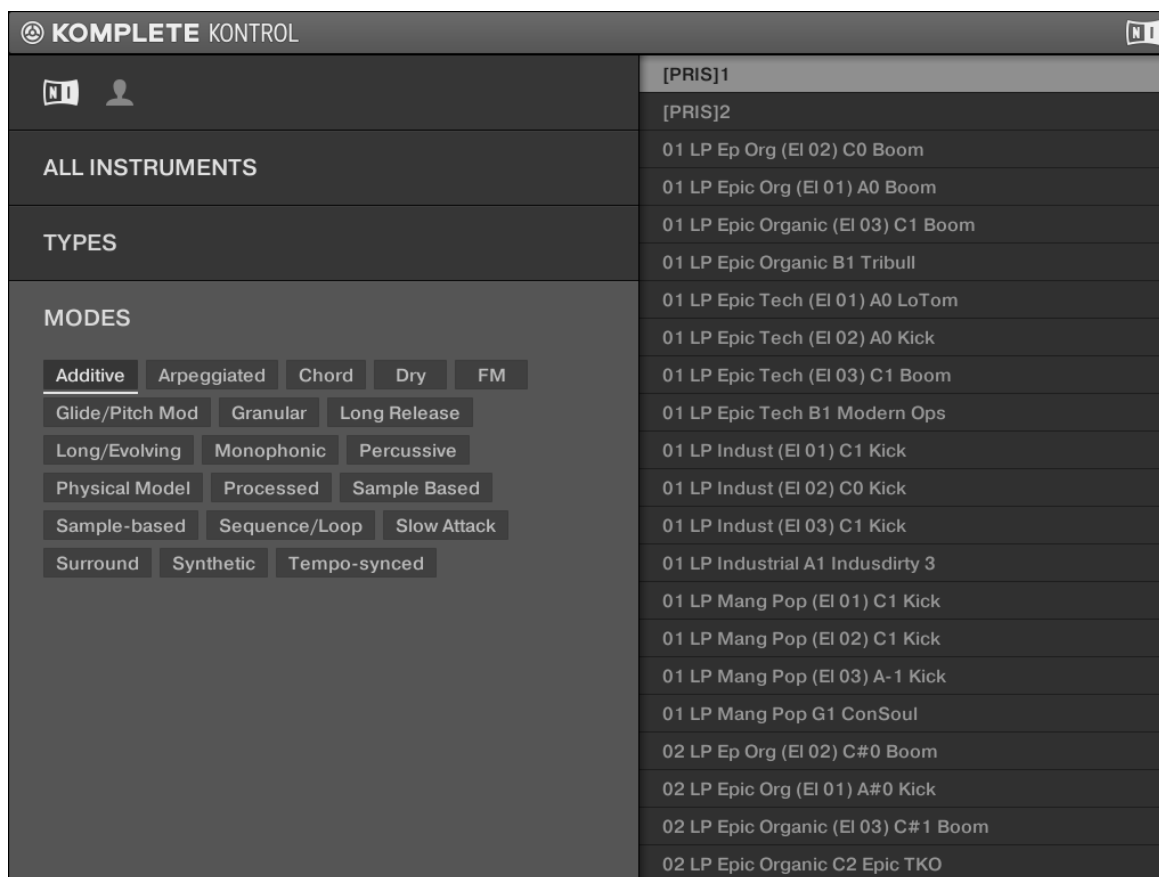 KOMPLETE KONTROL
NI
NI
ALL INSTRUMENTS
TYPES
MODES
Additive Arpeggiated Chord Dry FM
Glide/Pitch Mod Granular Long Release
Long/Evolving Monophonic Percussive
Physical Model Processed Sample Based
Sample-based Sequence/Loop Slow Attack
Surround Synthetic Tempo-synced
[PRIS]1
[PRIS]2
01 LP Ep Org (El 02) C0 Boom
01 LP Epic Org (El 01) A0 Boom
01 LP Epic Organic (El 03) C1 Boom
01 LP Epic Organic B1 Tribull
01 LP Epic Tech (El 01) A0 LoTom
01 LP Epic Tech (El 02) A0 Kick
01 LP Epic Tech (El 03) C1 Boom
01 LP Epic Tech B1 Modern Ops
01 LP Indust (El 01) C1 Kick
01 LP Indust (El 02) C0 Kick
01 LP Indust (El 03) C1 Kick
01 LP Industrial A1 Indusdirty 3
01 LP Mang Pop (El 01) C1 Kick
01 LP Mang Pop (El 02) C1 Kick
01 LP Mang Pop (El 03) A-1 Kick
01 LP Mang Pop G1 ConSoul
02 LP Ep Org (El 02) C#0 Boom
02 LP Epic Org (El 01) A#0 Kick
02 LP Epic Organic (El 03) C#1 Boom
02 LP Epic Organic C2 Epic TKO